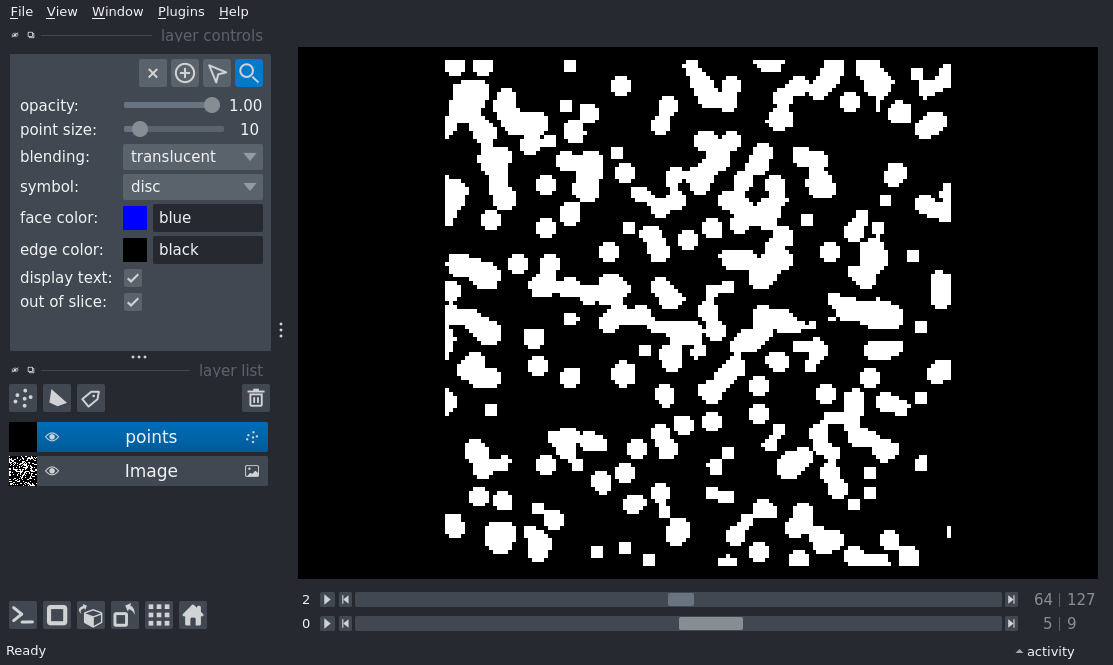 File View Window Plugins Help
layer controls
opacity: 1.00
point size: 10
blending: translucent
symbol: disc
face color: blue
edge color: black
display text:
out of slice:
layer list
points
Image
2 64 | 127
0 5 | 9
Ready activity